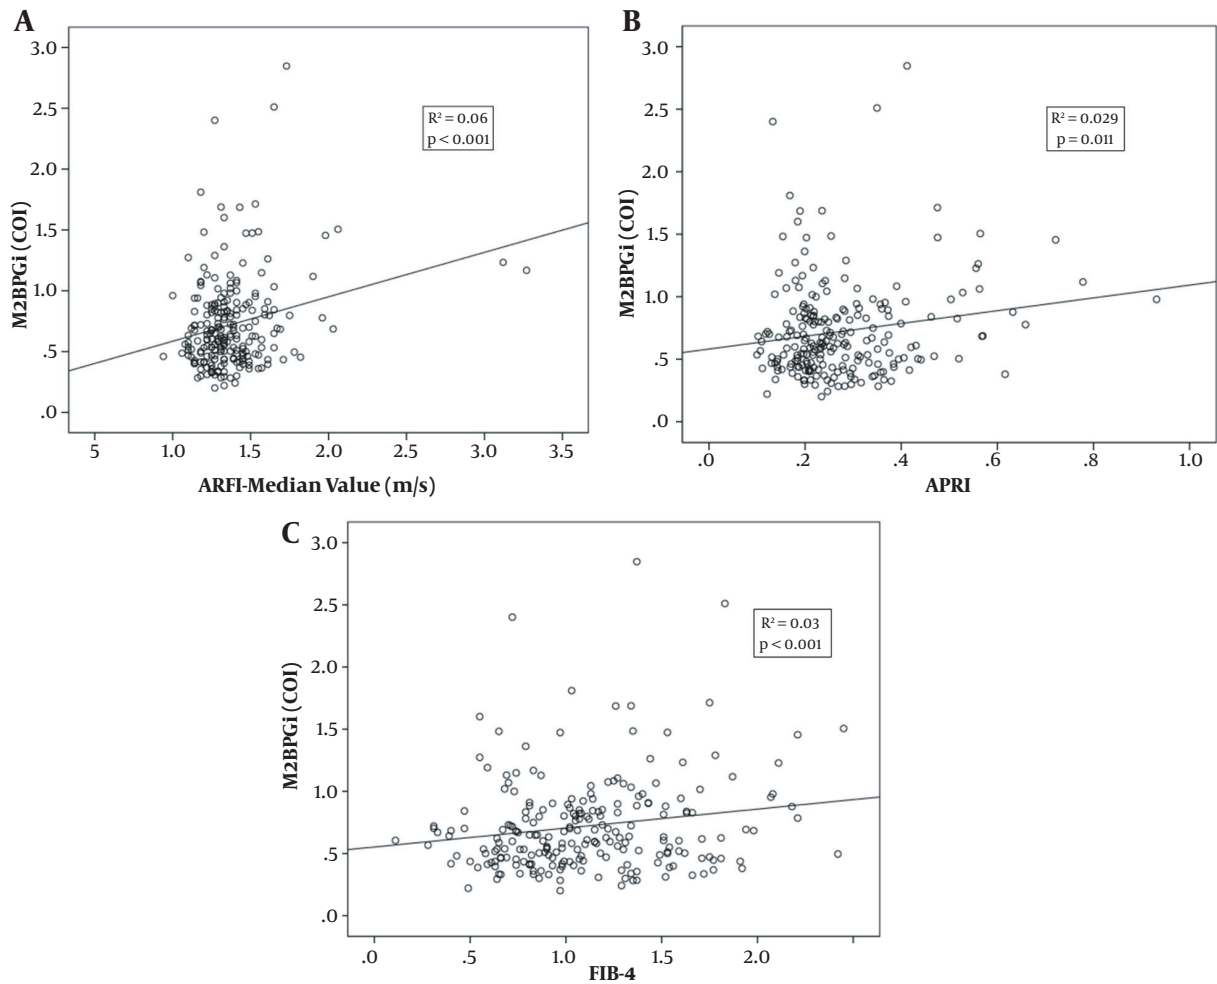 A
3.0
2.5
2.0
1.5
1.0
.5
.0
M2BPGi (COI)
R² = 0.06
p < 0.001
5 1.0 1.5 2.0 2.5 3.0 3.5
ARFI-Median Value (m/s)
B
3.0
2.5
2.0
1.5
1.0
.5
.0
M2BPGi (COI)
R² = 0.029
p = 0.011
.0 .2 .4 .6 .8 1.0
APRI
C
3.0
2.5
2.0
1.5
1.0
.5
.0
M2BPGi (COI)
R² = 0.03
p < 0.001
.0 .5 1.0 1.5 2.0
FIB-4